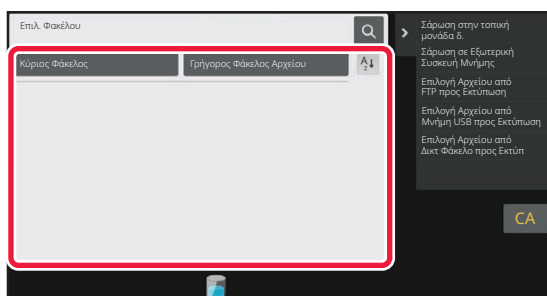 Επιλ. Φακέλου
Κύριος Φάκελος
Γρήγορος Φάκελος Αρχείου
A
z
Σάρωση στην τοπική
μονάδα δ.
Σάρωση σε Εξωτερική
Συσκευή Μνήμης
Επιλογή Αρχείου από
FTP προς Εκτύπωση
Επιλογή Αρχείου από
Μνήμη USB προς Εκτύπωση
Επιλογή Αρχείου από
Δικτ Φάκελο προς Εκτύπ
CA